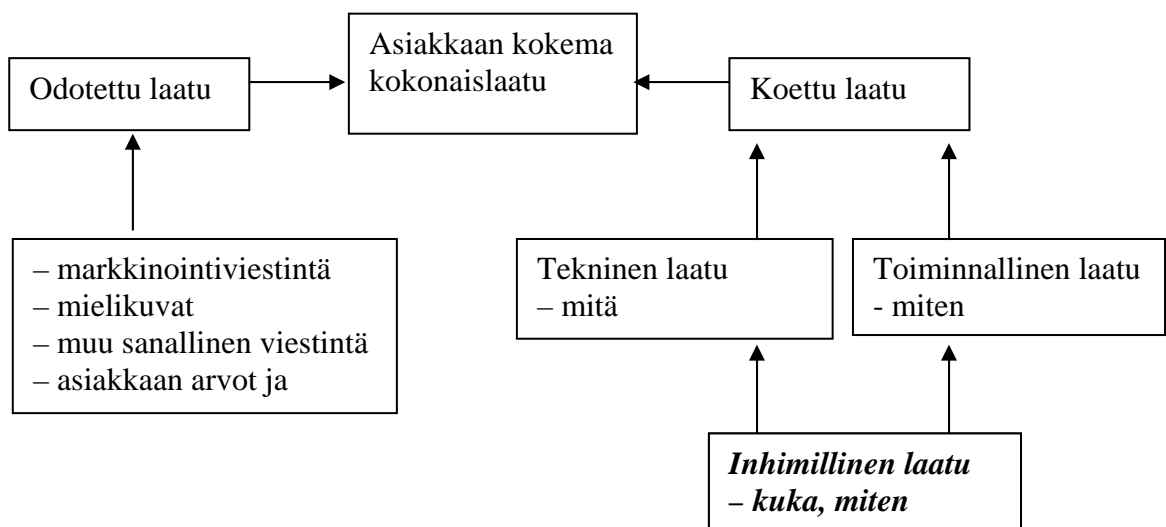 Asiakkaan kokema
kokonaislaatu
Odotettu laatu
Koettu laatu
– markkinointiviestintä
– mielikuvat
– muu sanallinen viestintä
– asiakkaan arvot ja
Tekninen laatu
– mitä
Toiminnallinen laatu
- miten
Inhimillinen laatu
– kuka, miten